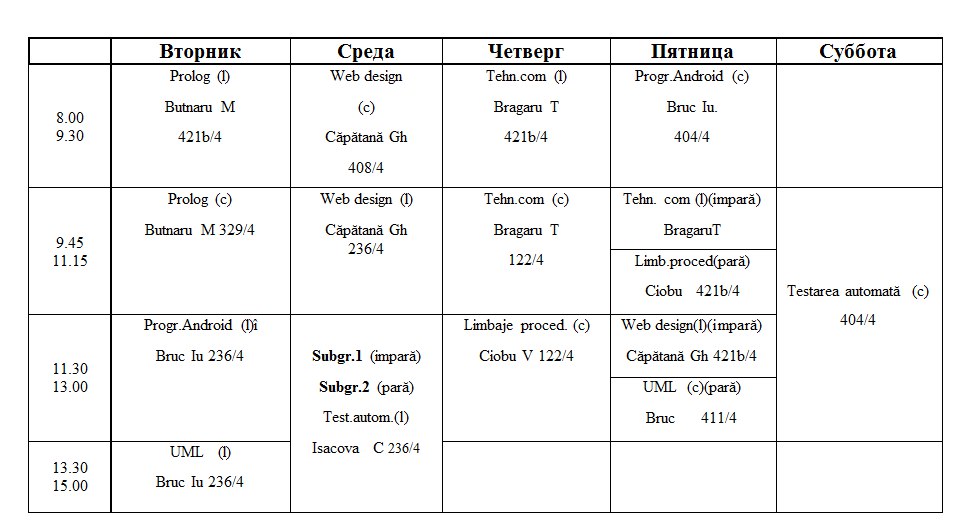 Вторник Среда Четверг Пятница Суббота
8.00
9.30
Prolog (l)
Butnaru M
421b/4
Web design
(c)
Căpătană Gh
408/4
Tehn.com (l)
Bragaru T
421b/4
Progr.Android (c)
Bruc Iu.
404/4
9.45
11.15
Prolog (c)
Butnaru M 329/4
Web design (l)
Căpătană Gh
236/4
Tehn.com (c)
Bragaru T
122/4
Tehn. com (l)(impară)
BragaruT
Limb.proced(pară)
Ciobu 421b/4
Testarea automată (c)
404/4
11.30
13.00
Progr.Android (l)î
Bruc Iu 236/4
Subgr.1 (impară)
Subgr.2 (pară)
Test.autom.(l)
Isacova C 236/4
Limbaje proced. (c)
Ciobu V 122/4
Web design(l)(impară)
Căpătană Gh 421b/4
UML (c)(pară)
Bruc 411/4
13.30
15.00
UML (l)
Bruc Iu 236/4